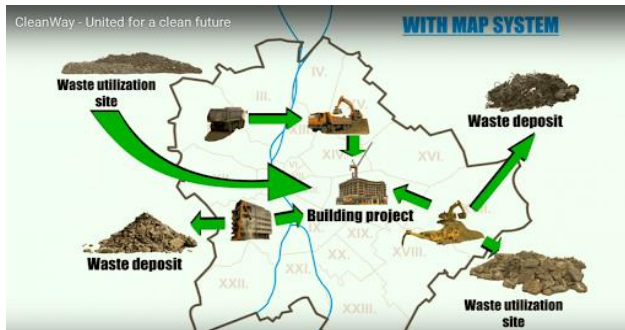 CleanWay - United for a clean future
WITH MAP SYSTEM
Waste utilization
site
Waste deposit
IV.
III.
XIV.
XVI.
Building project
Waste deposit
IX.
XX.
XVIII.
XXI.
XXII.
XXIII.
Waste utilization
site